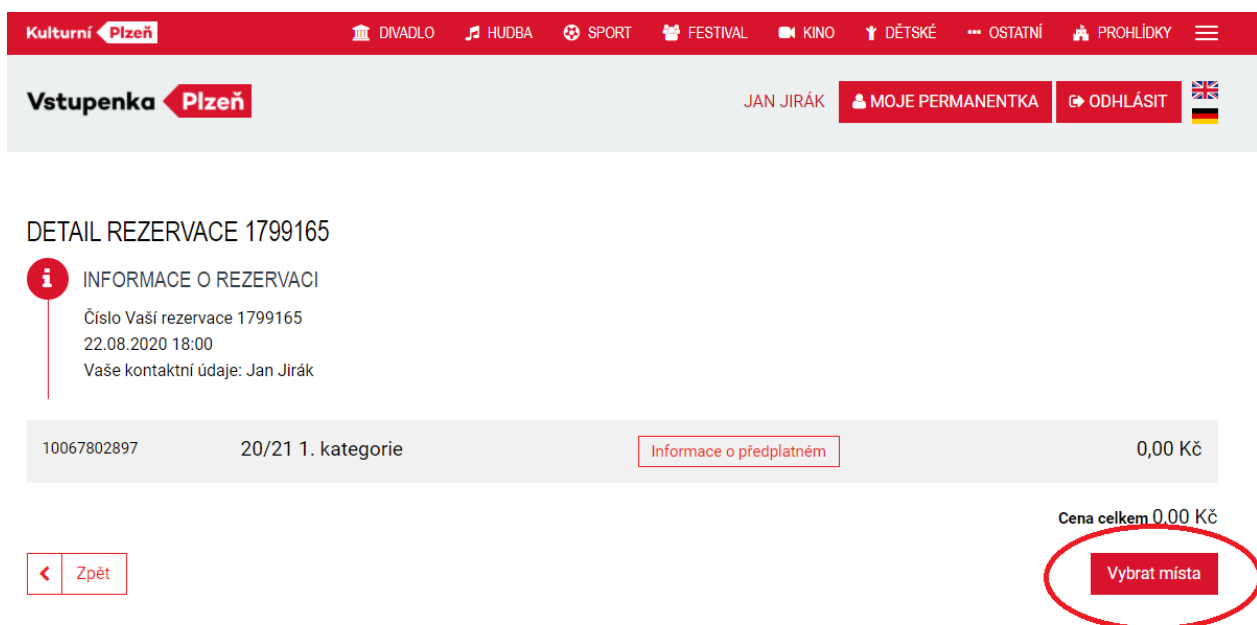 Kulturní Plzeň DIVADLO HUDBA SPORT FESTIVAL KINO DĚTSKÉ OSTATNÍ PROHLÍDKY
Vstupenka Plzeň JAN JIRÁK MOJE PERMANENTKA ODHLÁSIT
DETAIL REZERVACE 1799165
INFORMACE O REZERVACI
Číslo Vaší rezervace 1799165
22.08.2020 18:00
Vaše kontaktní údaje: Jan Jirák
10067802897 20/21 1. kategorie Informace o předplatném 0,00 Kč
Cena celkem 0,00 Kč
Zpět Vybrat místa